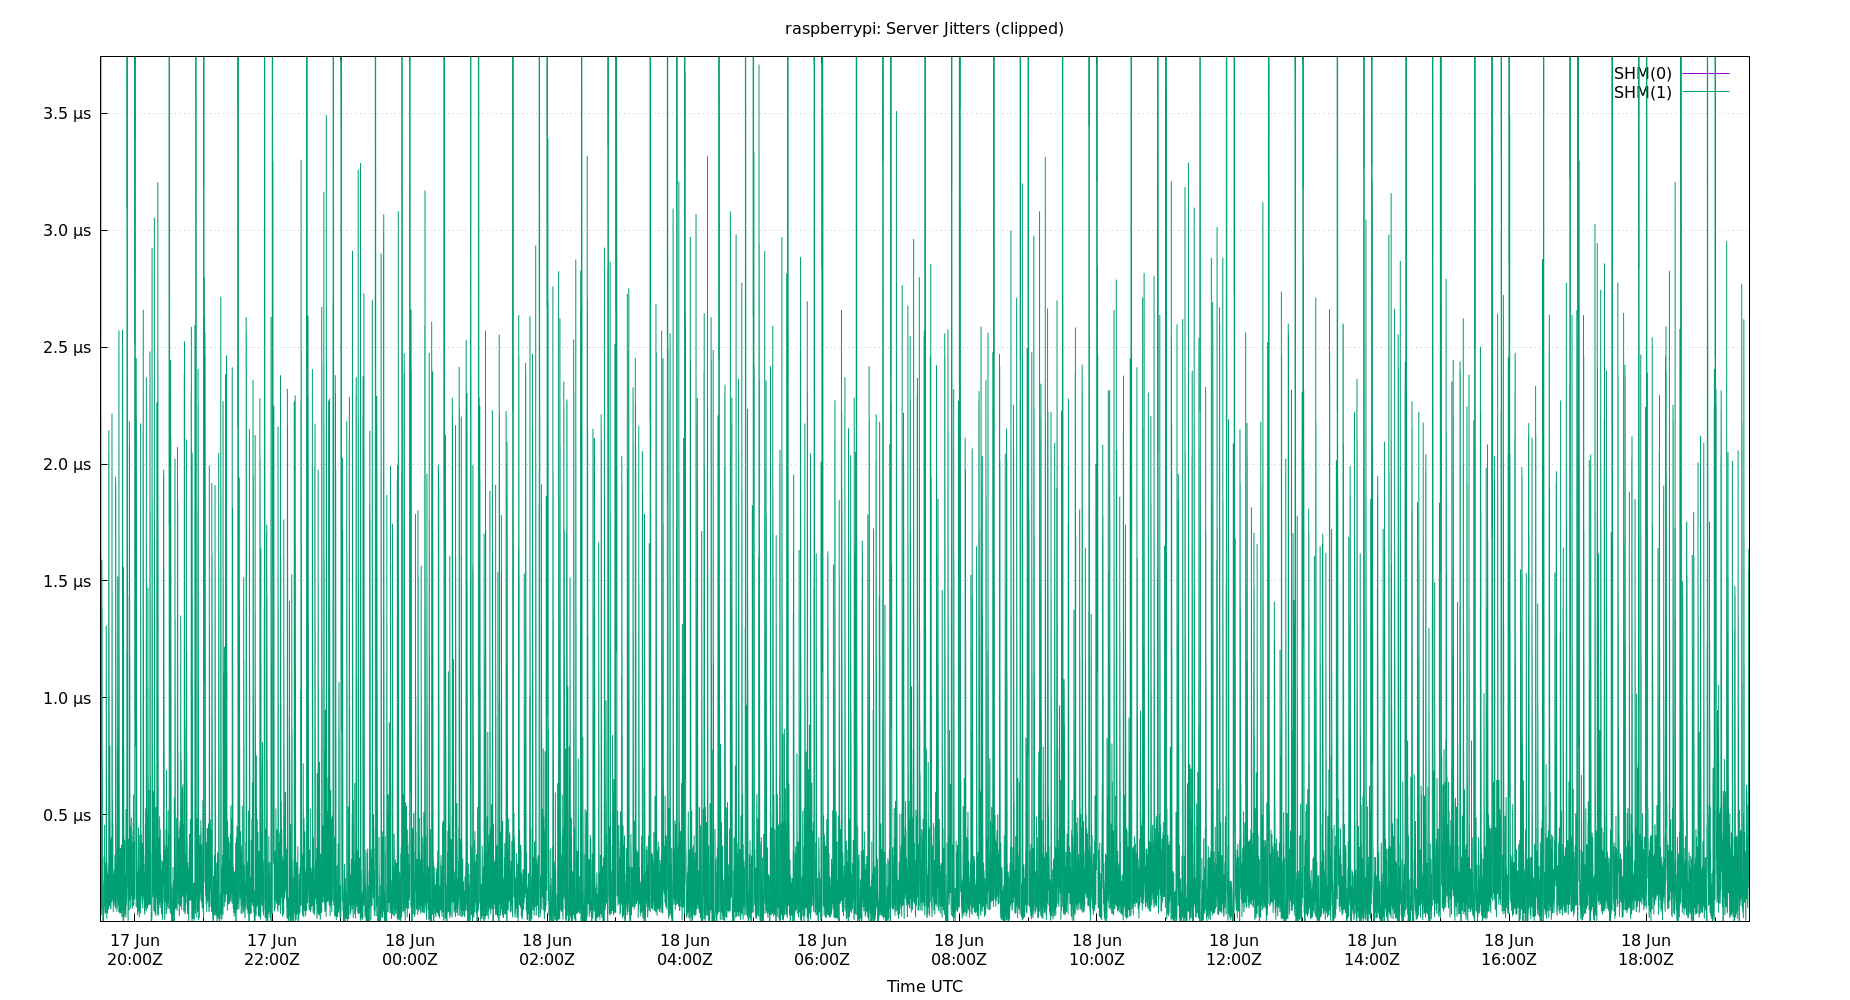 raspberrypi: Server Jitters (clipped)
SHM(0)
SHM(1)
3.5 µs
3.0 µs
2.5 µs
2.0 µs
1.5 µs
1.0 µs
0.5 µs
17 Jun 17 Jun 18 Jun 18 Jun 18 Jun 18 Jun 18 Jun 18 Jun 18 Jun 18 Jun 18 Jun 18 Jun
20:00Z 22:00Z 00:00Z 02:00Z 04:00Z 06:00Z 08:00Z 10:00Z 12:00Z 14:00Z 16:00Z 18:00Z
Time UTC